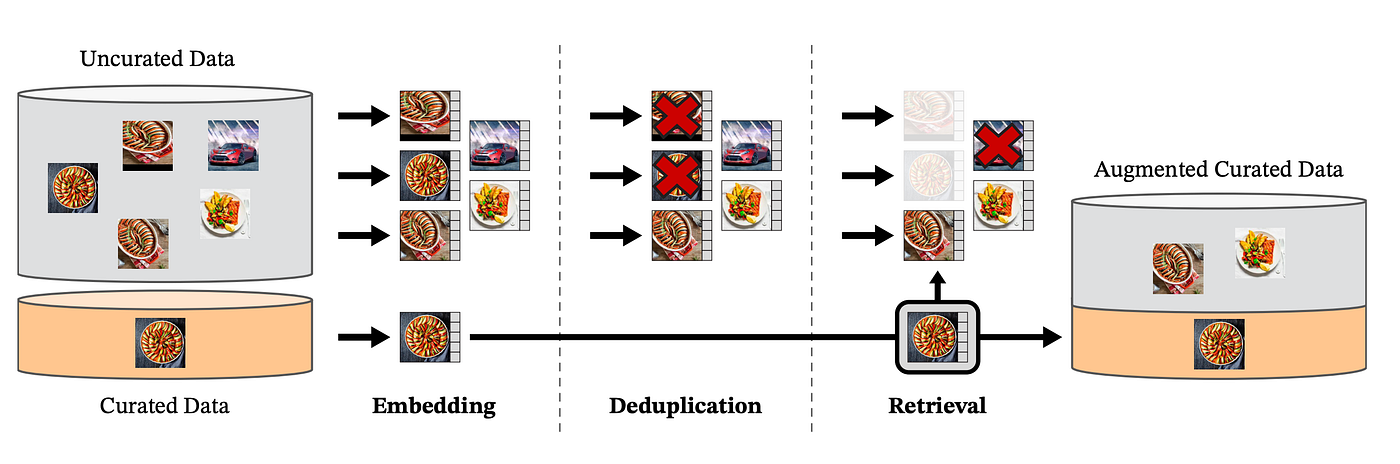 Uncurated Data
Augmented Curated Data
Curated Data
Embedding
Deduplication
Retrieval